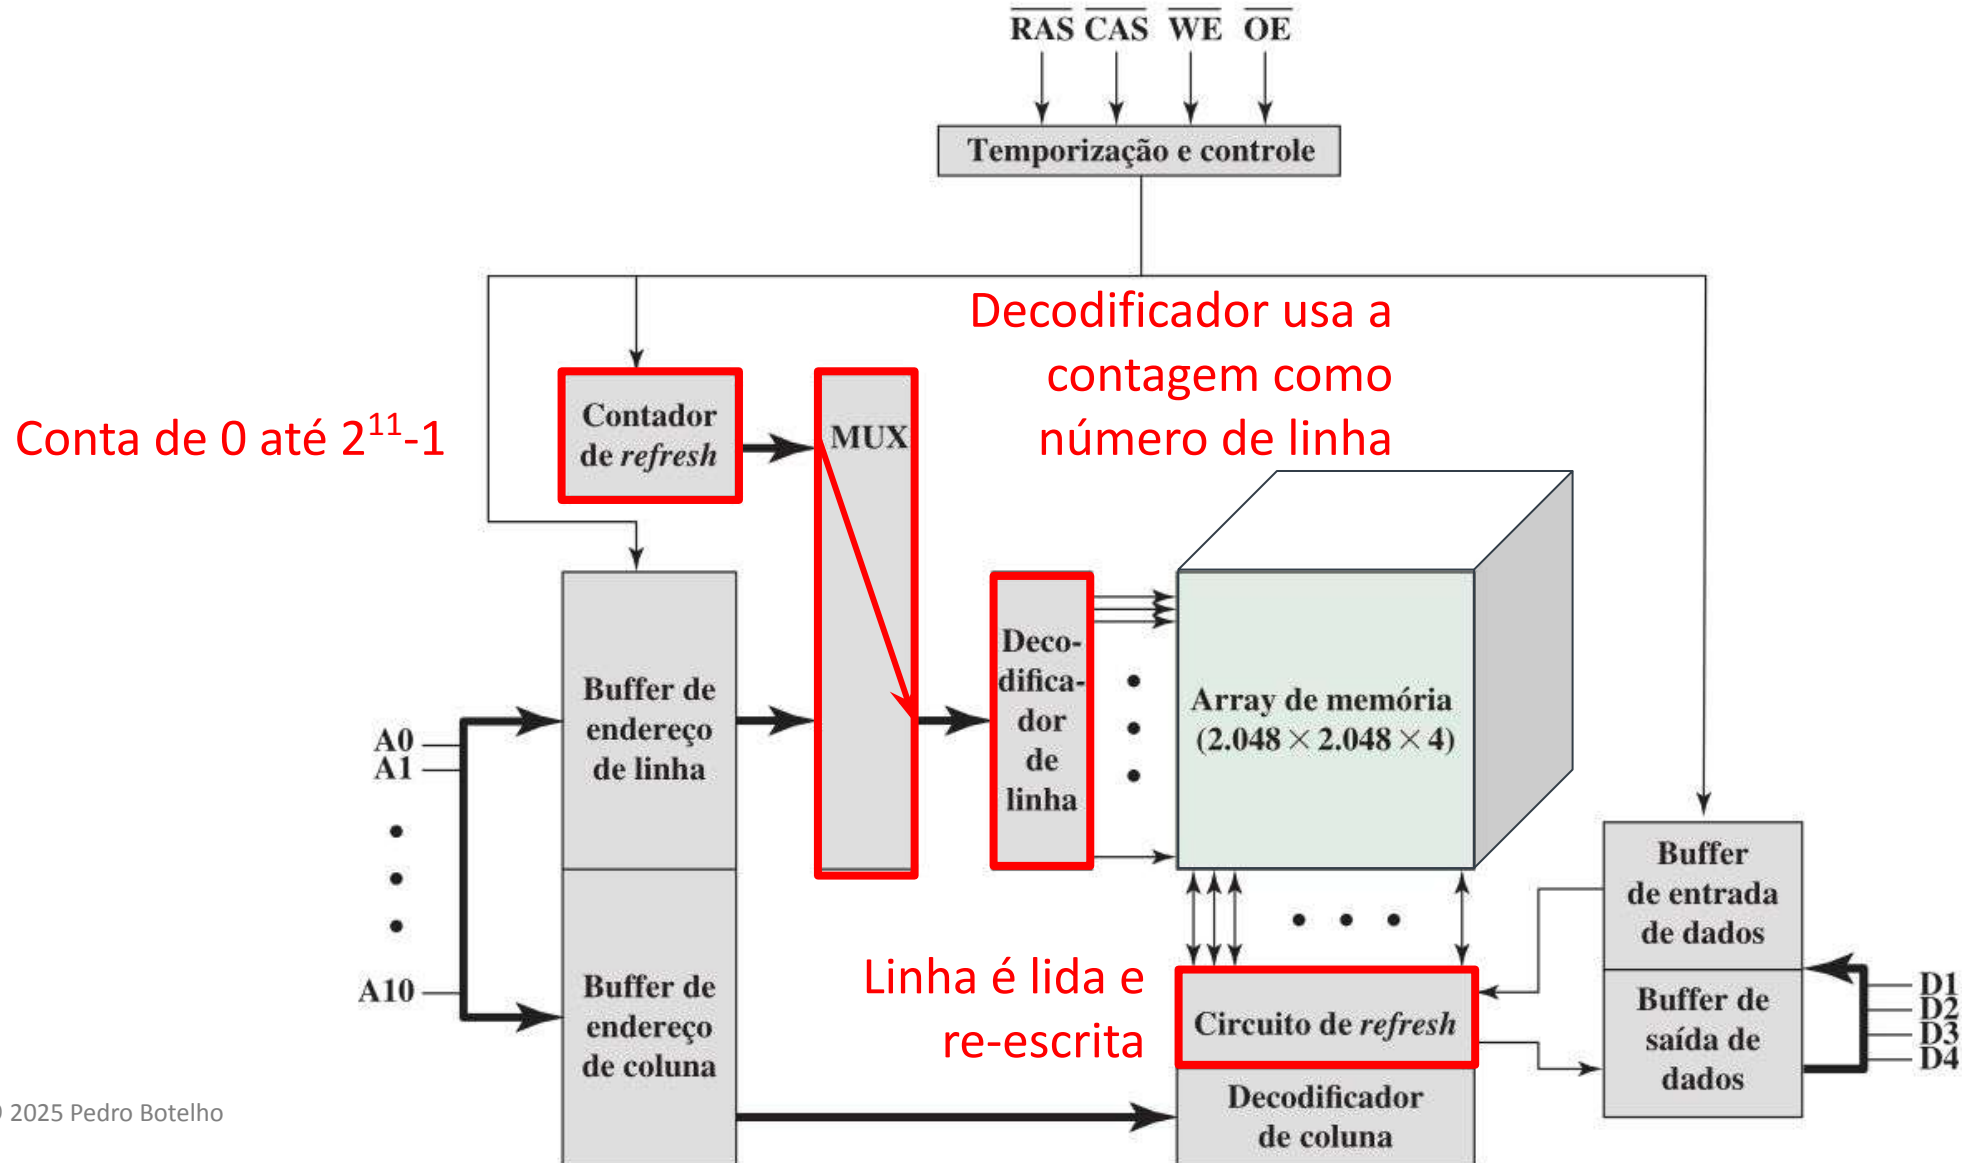 RAS CAS WE OE
Temporização e controle
Decodificador usa a
contagem como
número de linha
Conta de 0 até 2¹¹-1
Contador
de refresh
MUX
Buffer de
endereço
de linha
Deco-
difica-
dor
de
linha
Array de memória
(2.048 × 2.048 × 4)
A0
A1
A10
Buffer de
endereço
de coluna
Linha é lida e
re-escrita
Circuito de refresh
Decodificador
de coluna
Buffer
de entrada
de dados
Buffer de
saída de
dados
D1
D2
D3
D4
2025 Pedro Botelho